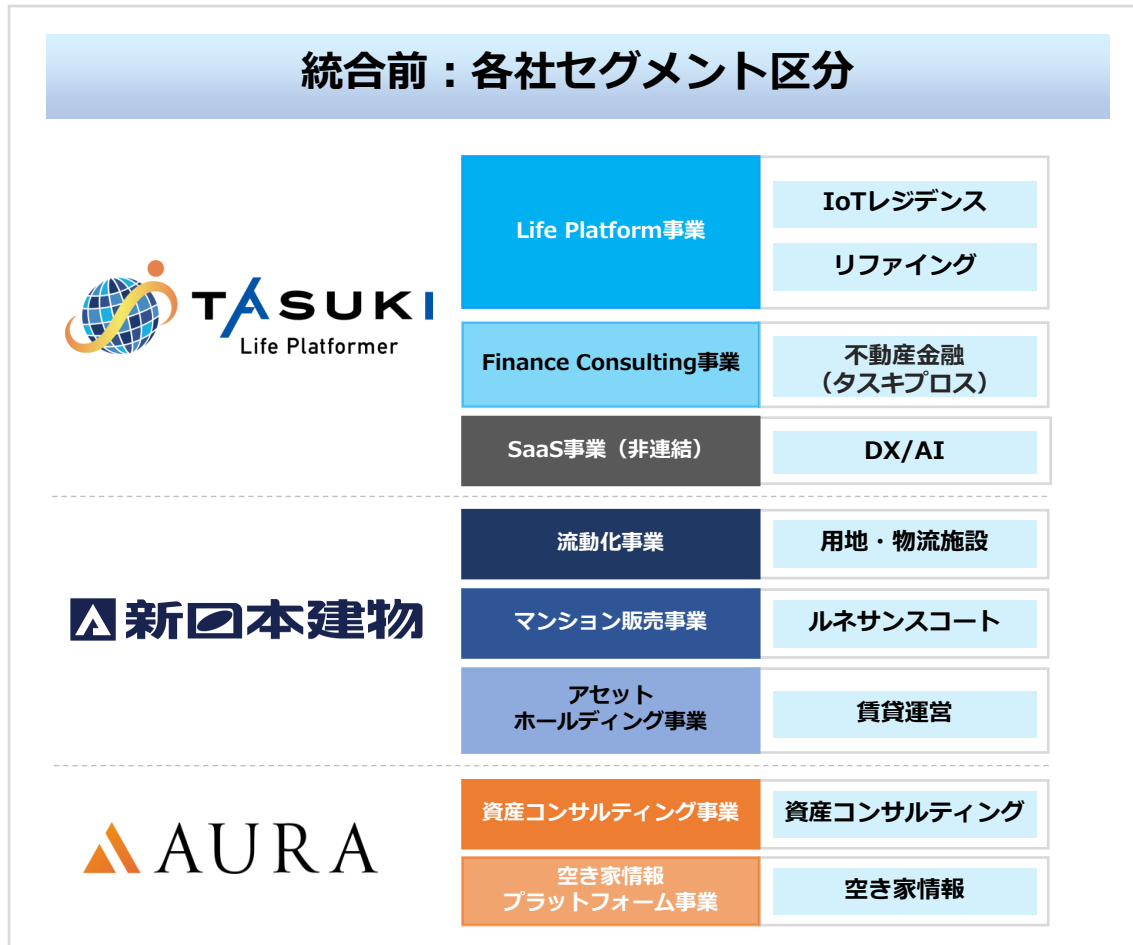 統合前：各社セグメント区分
TASUKI
Life Platformer
Life Platform事業
IoTレジデンス
リファイング
Finance Consulting事業
不動産金融
（タスキプロス）
SaaS事業（非連結）
DX/AI
新日本建物
流動化事業
用地・物流施設
マンション販売事業
ルネサンスコート
アセット
ホールディング事業
賃貸運営
AURA
資産コンサルティング事業
資産コンサルティング
空き家情報
プラットフォーム事業
空き家情報